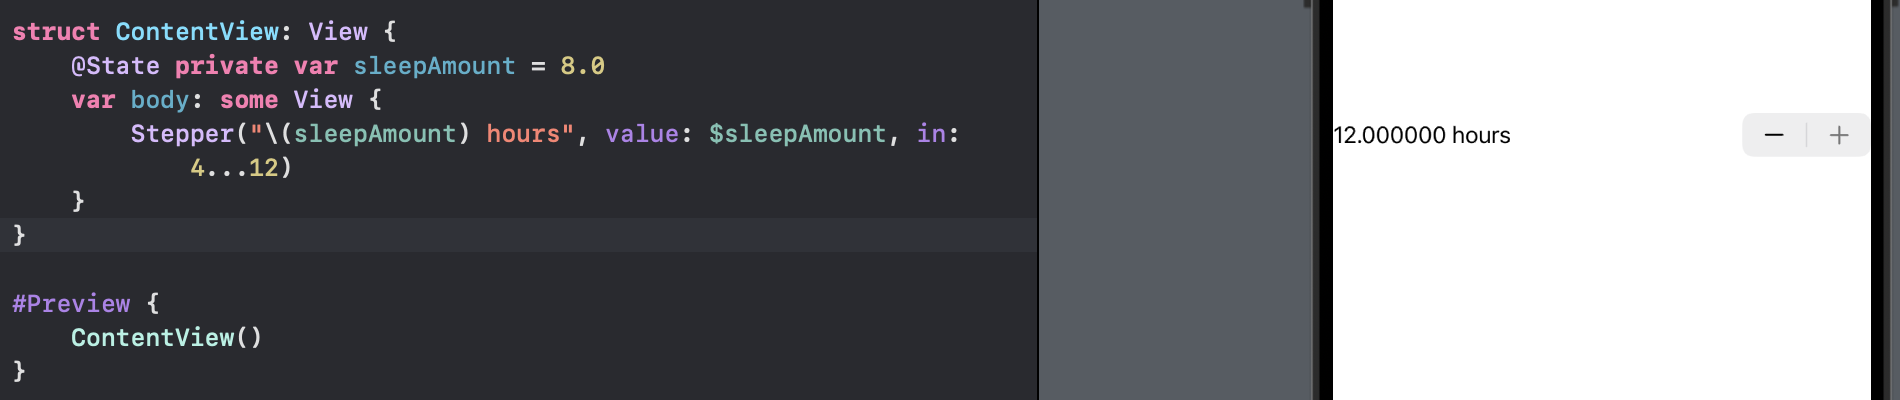 struct ContentView: View {
    @State private var sleepAmount = 8.0
    var body: some View {
        Stepper("\(sleepAmount) hours", value: $sleepAmount, in:
            4...12)
    }
}
#Preview {
    ContentView()
}
12.000000 hours